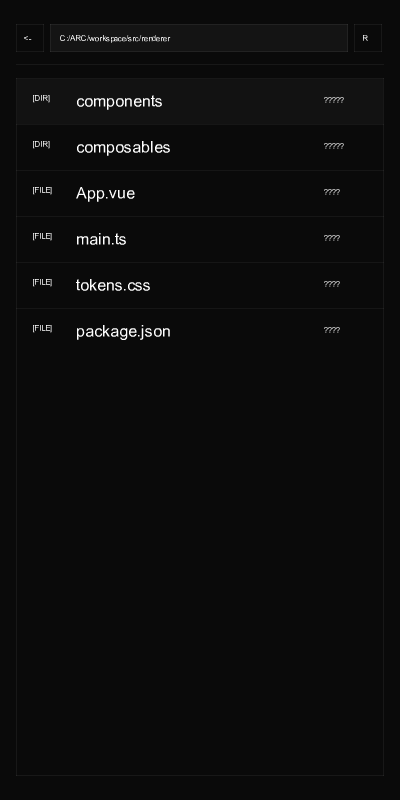 <- C:/ARC/workspace/src/renderer R
[DIR] components ?????
[DIR] composables ?????
[FILE] App.vue ????
[FILE] main.ts ????
[FILE] tokens.css ????
[FILE] package.json ????